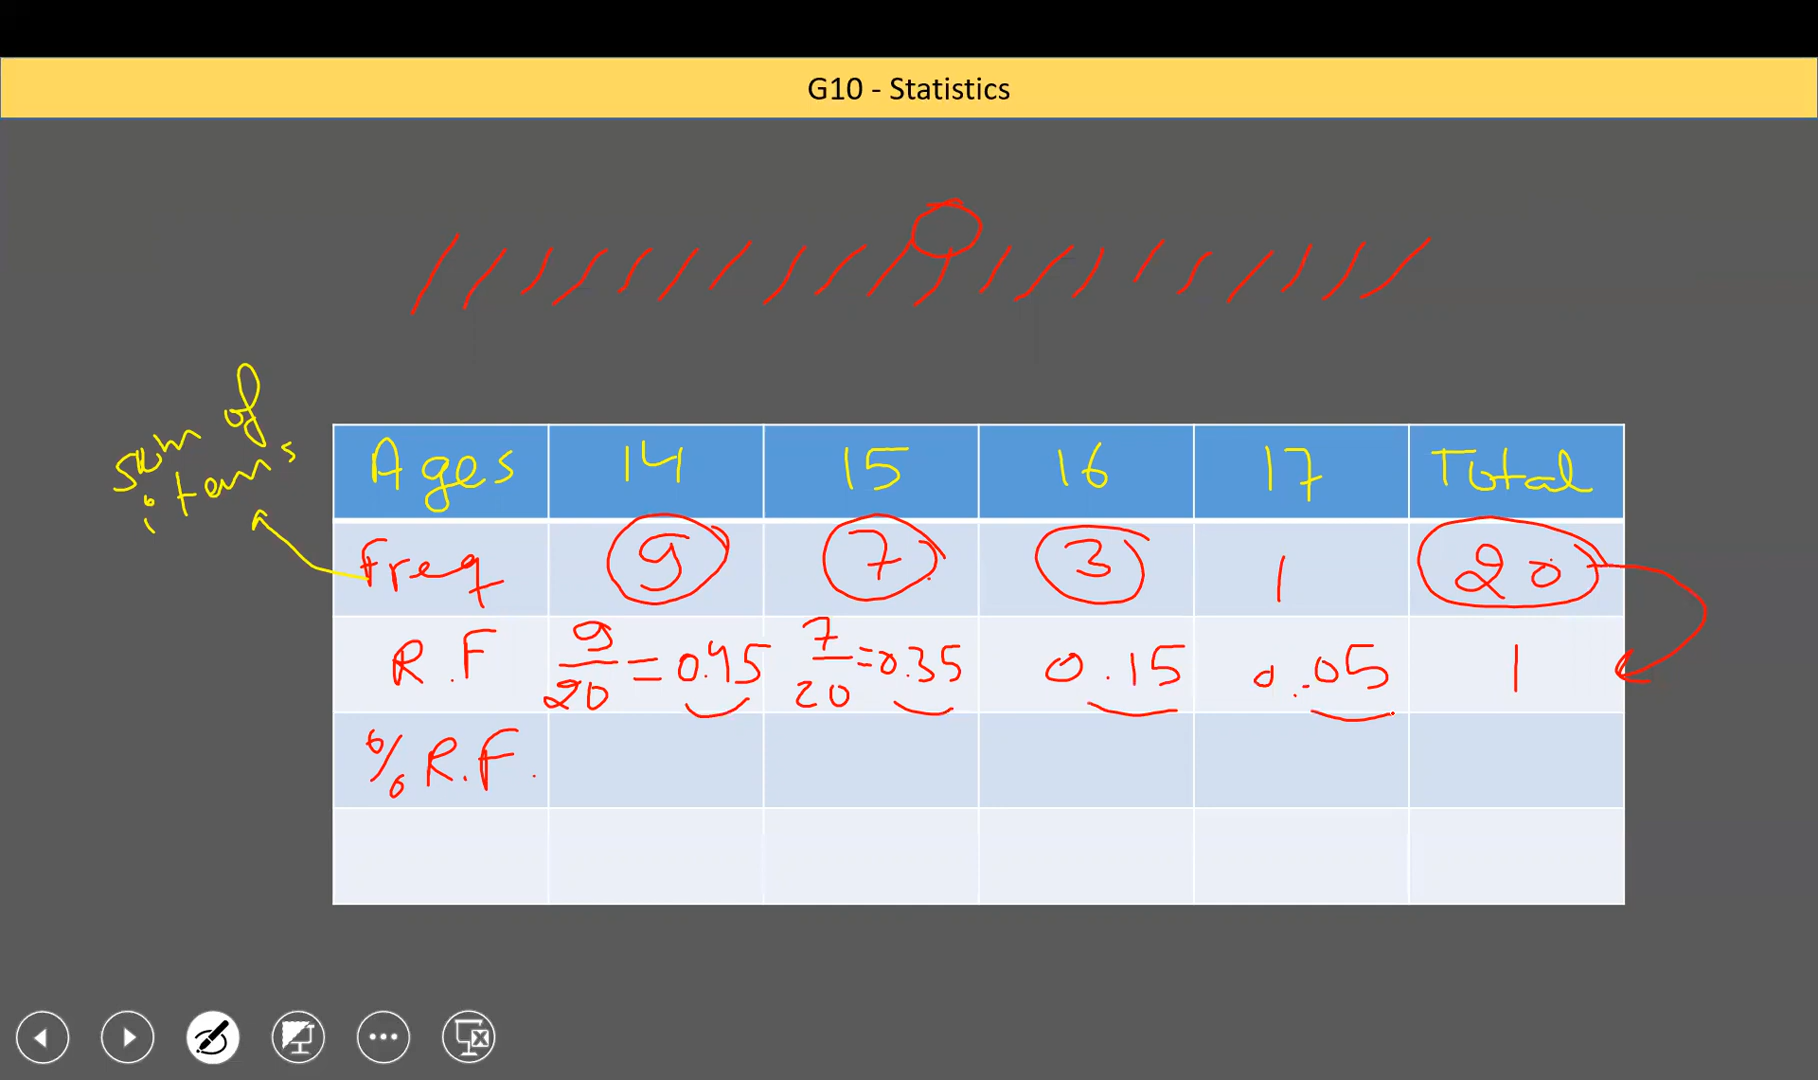 G10 - Statistics
sum of
items
Ages 14 15 16 17 Total
freq 9 7 3 1 20
R.F 9/20 = 0.45 7/20 = 0.35 0.15 0.05 1
% R.F.